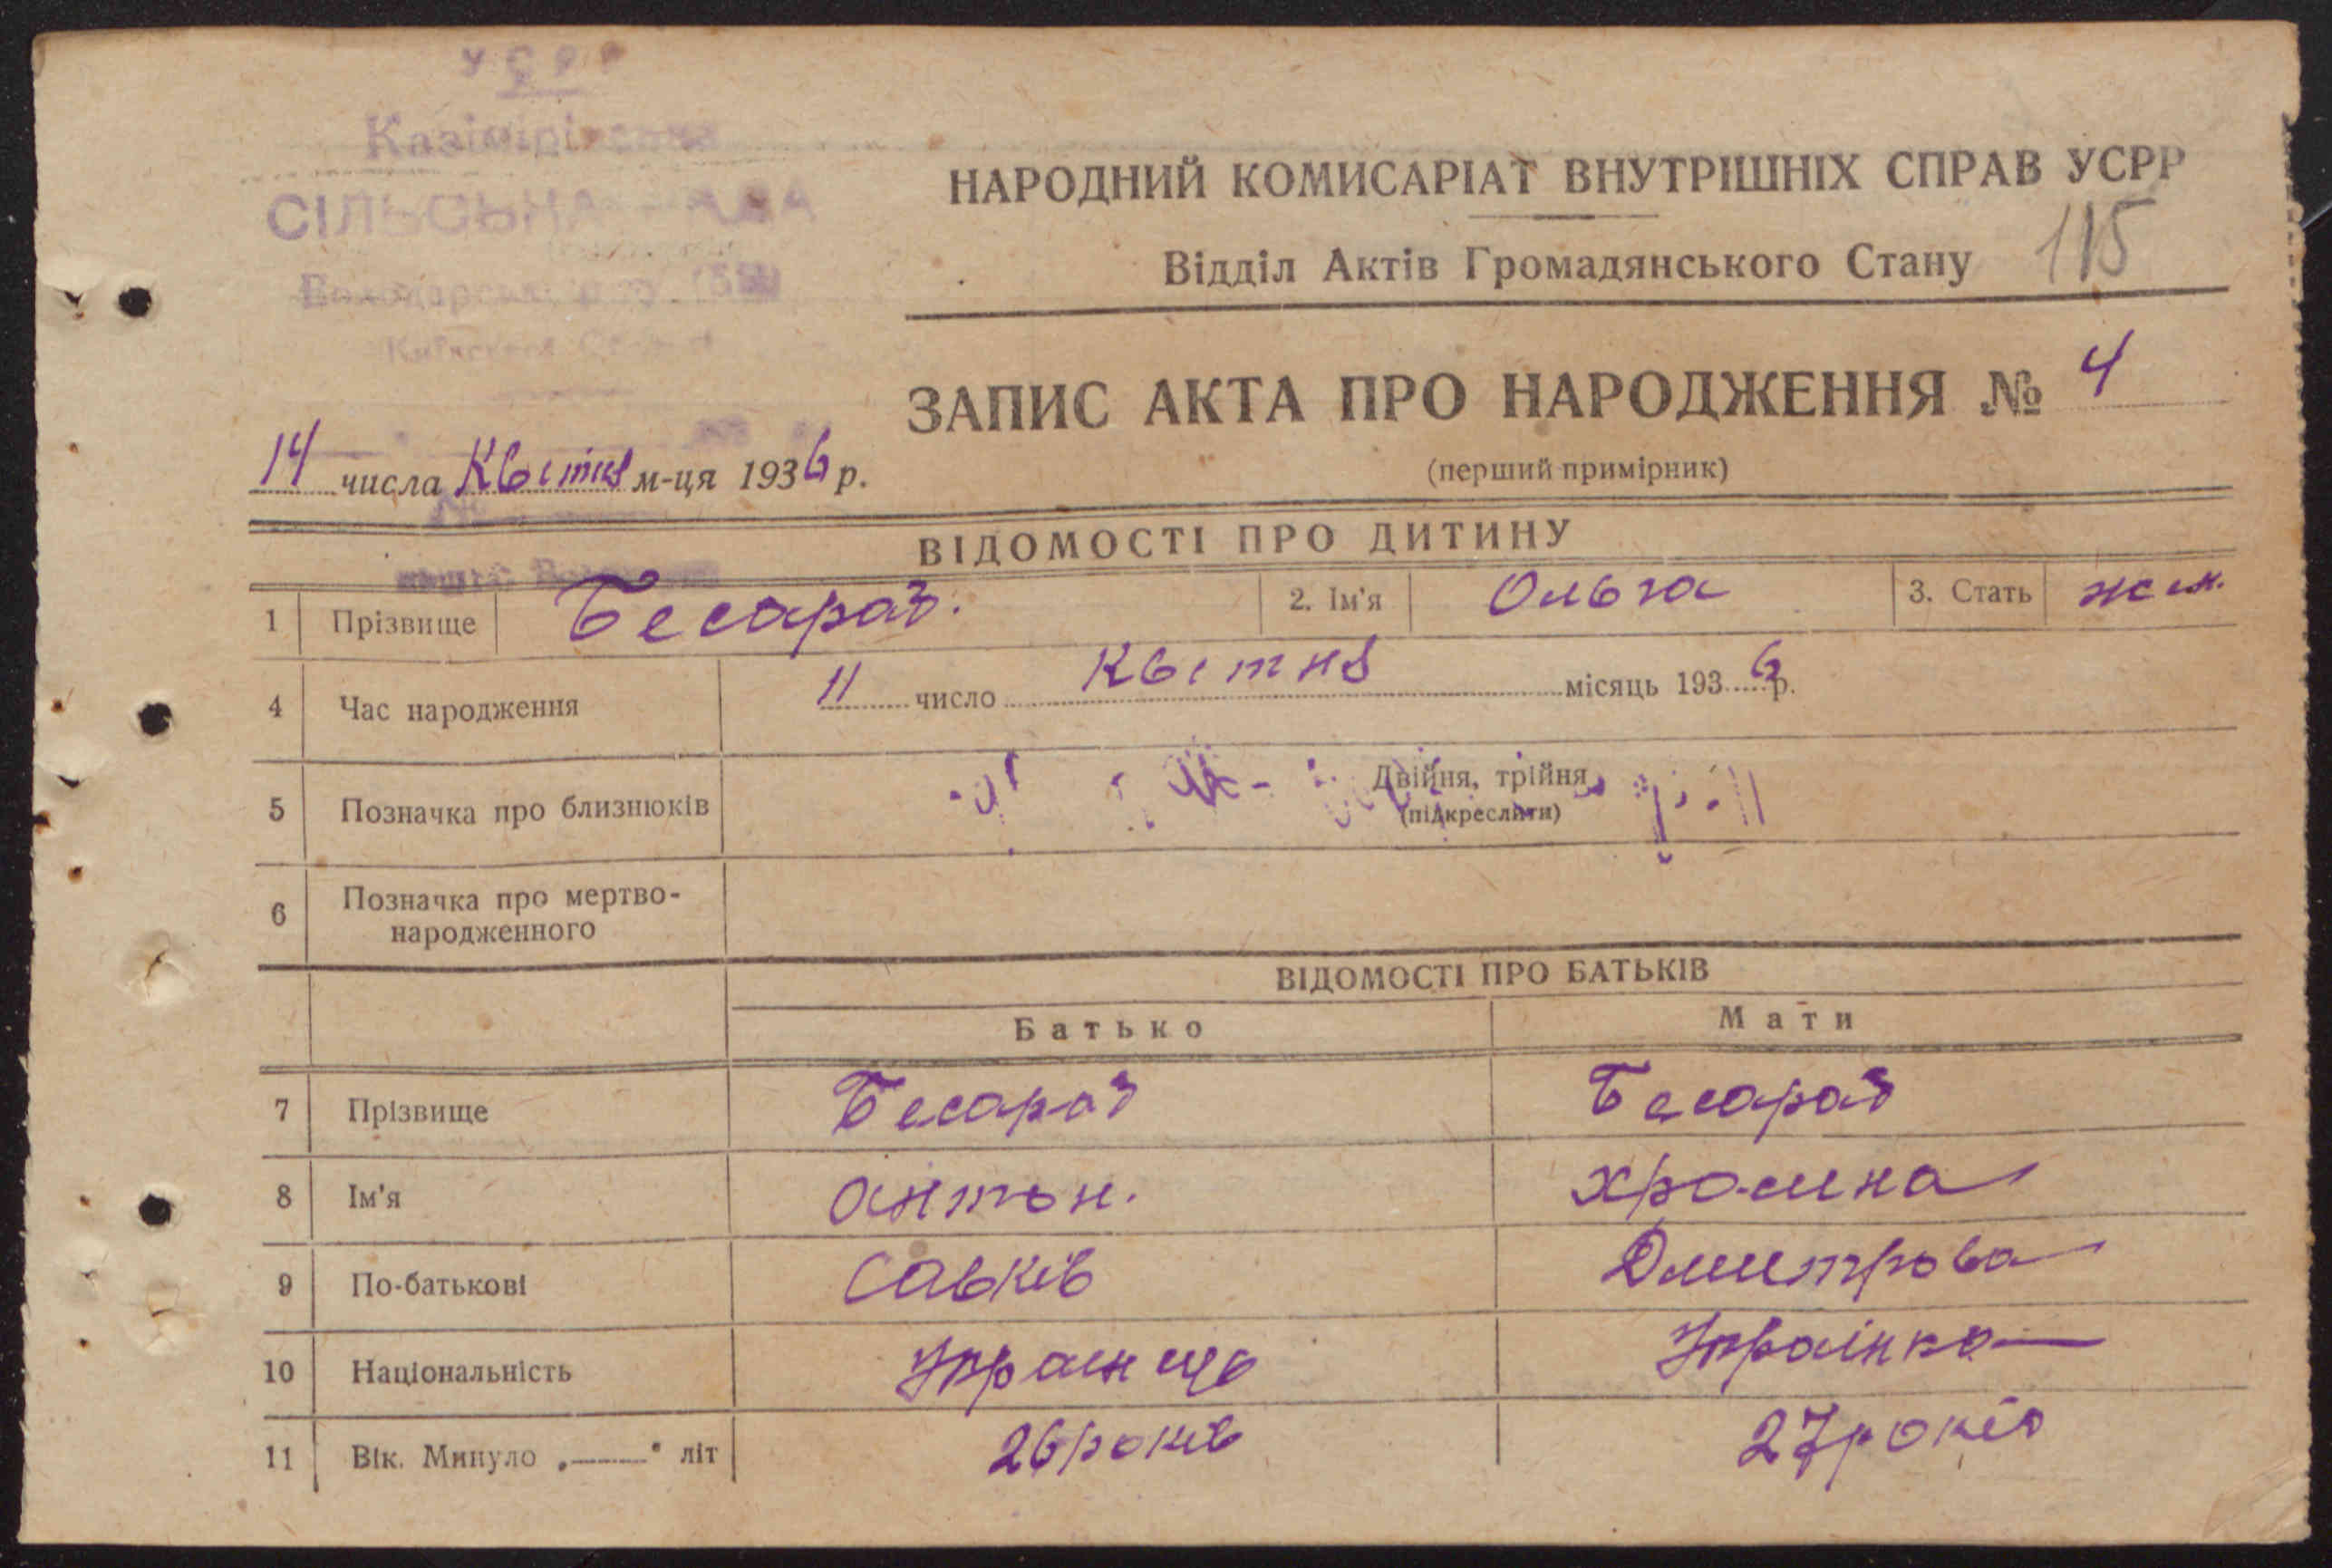 УСРР
СІЛЬСЬКА РАДА
НАРОДНИЙ КОМИСАРІАТ ВНУТРІШНІХ СПРАВ УСРР
Відділ Актів Громадянського Стану 115
ЗАПИС АКТА ПРО НАРОДЖЕННЯ № 4
(перший примірник)
14 числа Квітня м-ця 1936 р.
ВІДОМОСТІ ПРО ДИТИНУ
1 Прізвище Бесараб. 2. Ім'я Ольга 3. Стать жен.
4 Час народження 11 число Квітня місяць 1936 р.
5 Позначка про близнюків Двійня, трійня
(підкреслити)
6 Позначка про мертво-
народженного
ВІДОМОСТІ ПРО БАТЬКІВ
Батько Мати
7 Прізвище Бесараб Бесараб
8 Ім'я Антон. Хросина
9 По-батькові Савків Дмитрова
10 Національність Українка
11 Вік. Минуло „——" літ 26 років 27 років